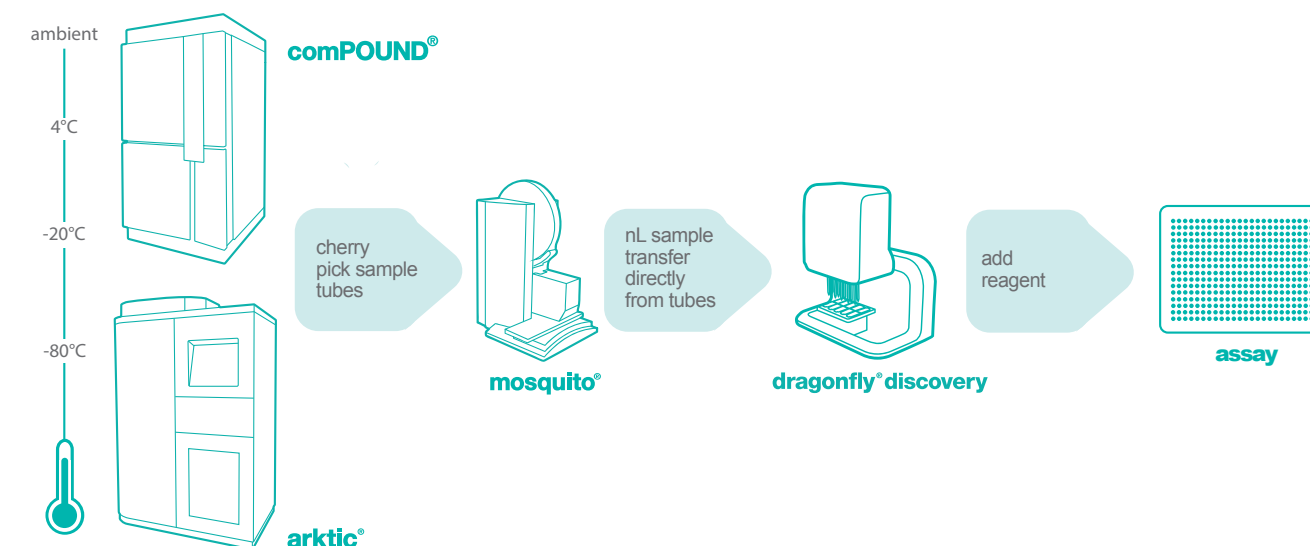 ambient
4°C
-20°C
-80°C
comPOUND®
arktic®
cherry
pick sample
tubes
mosquito®
nL sample
transfer
directly
from tubes
dragonfly® discovery
add
reagent
assay